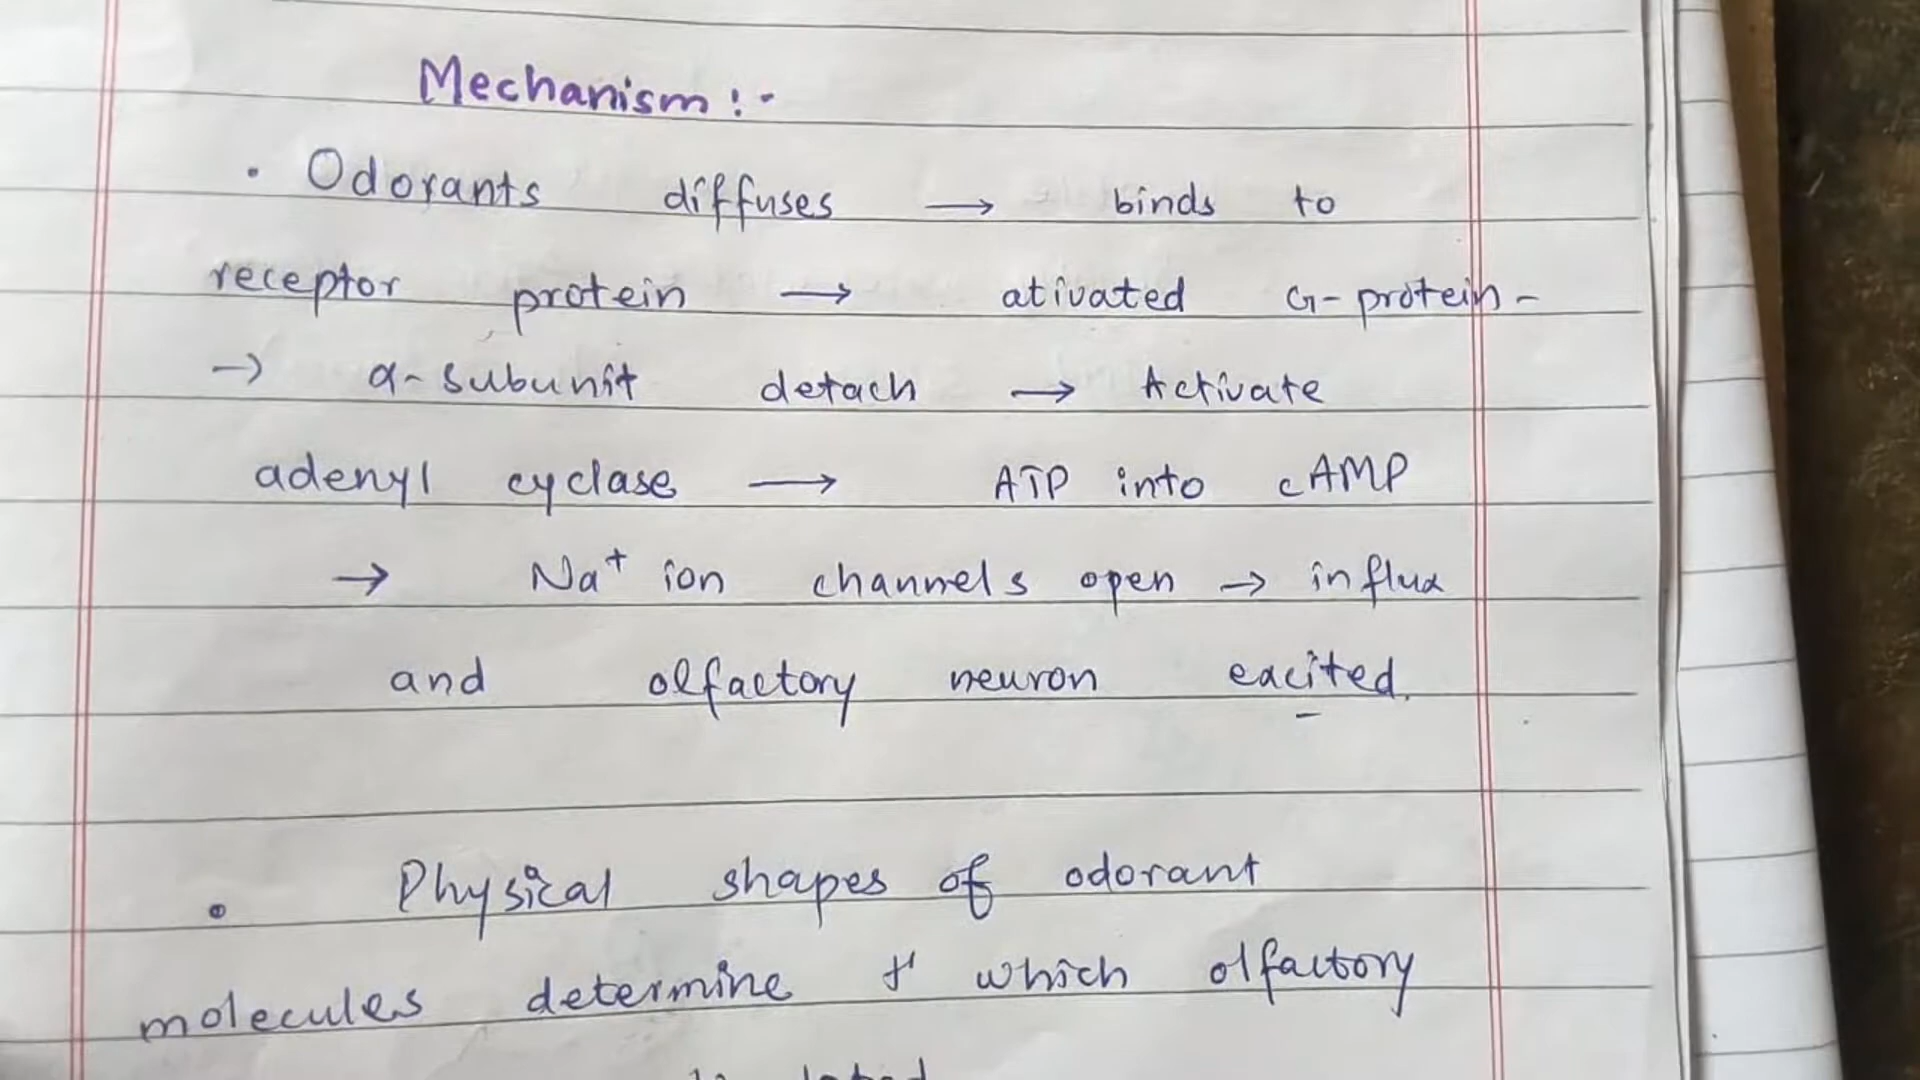 Mechanism :-
• Odorants diffuses → binds to
receptor protein → ativated G-protein-
→ α-subunit detach → Activate
adenyl cyclase → ATP into cAMP
→ Na⁺ ion channels open → influx
and olfactory neuron excited.
• Physical shapes of odorant
molecules determine which olfactory